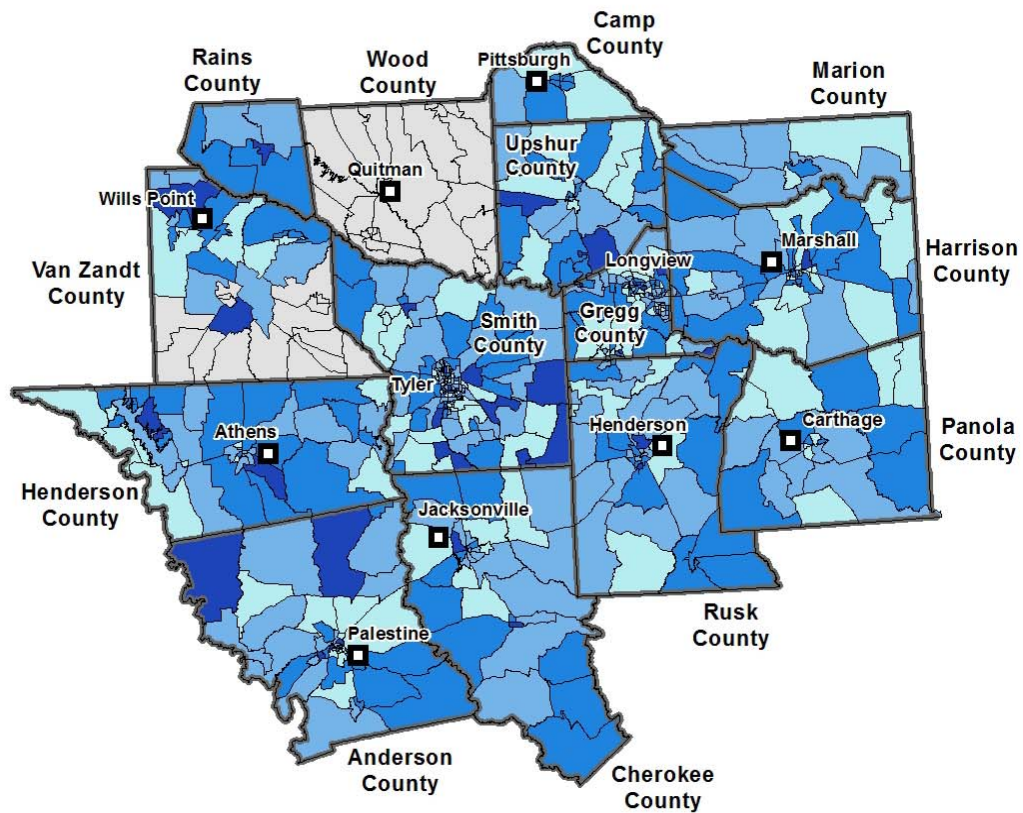 Camp
County
Rains
County
Wood
County
Pittsburgh
Marion
County
Upshur
County
Quitman
Wills Point
Marshall
Longview
Harrison
County
Van Zandt
County
Gregg
County
Smith
County
Tyler
Henderson
Carthage
Athens
Panola
County
Henderson
County
Jacksonville
Rusk
County
Palestine
Anderson
County
Cherokee
County